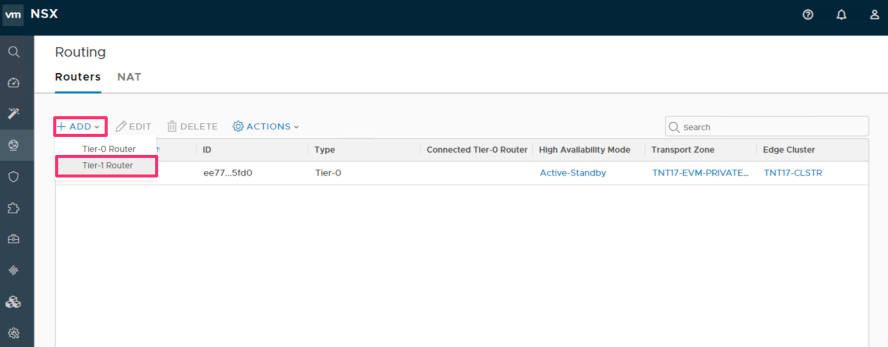 vm NSX
Routing
Routers NAT
+ ADD EDIT DELETE ACTIONS Search
Tier-0 Router
Tier-1 Router
ID Type Connected Tier-0 Router High Availability Mode Transport Zone Edge Cluster
ee77...5fd0 Tier-0 Active-Standby TNT17-EVM-PRIVATE... TNT17-CLSTR